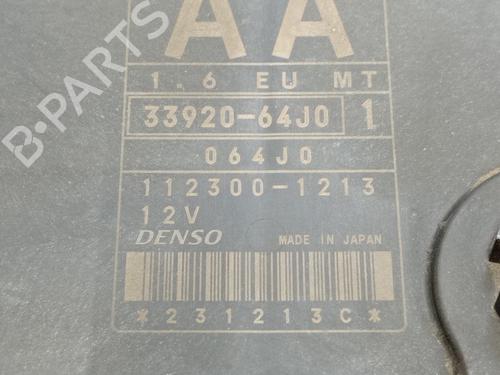 AA
1.6 EU MT
33920-64J0 1
064J0
112300-1213
12V
DENSO MADE IN JAPAN
*231213C*
B-PARTS